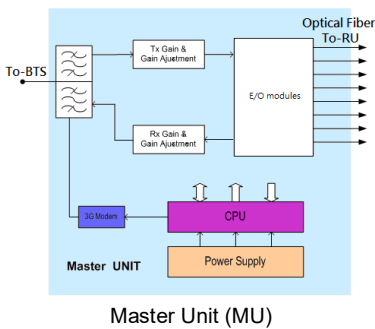 Optical Fiber
To-RU
Tx Gain &
Gain Ajustment
To-BTS
E/O modules
Rx Gain &
Gain Ajustment
3G Modem
CPU
Power Supply
Master UNIT
Master Unit (MU)